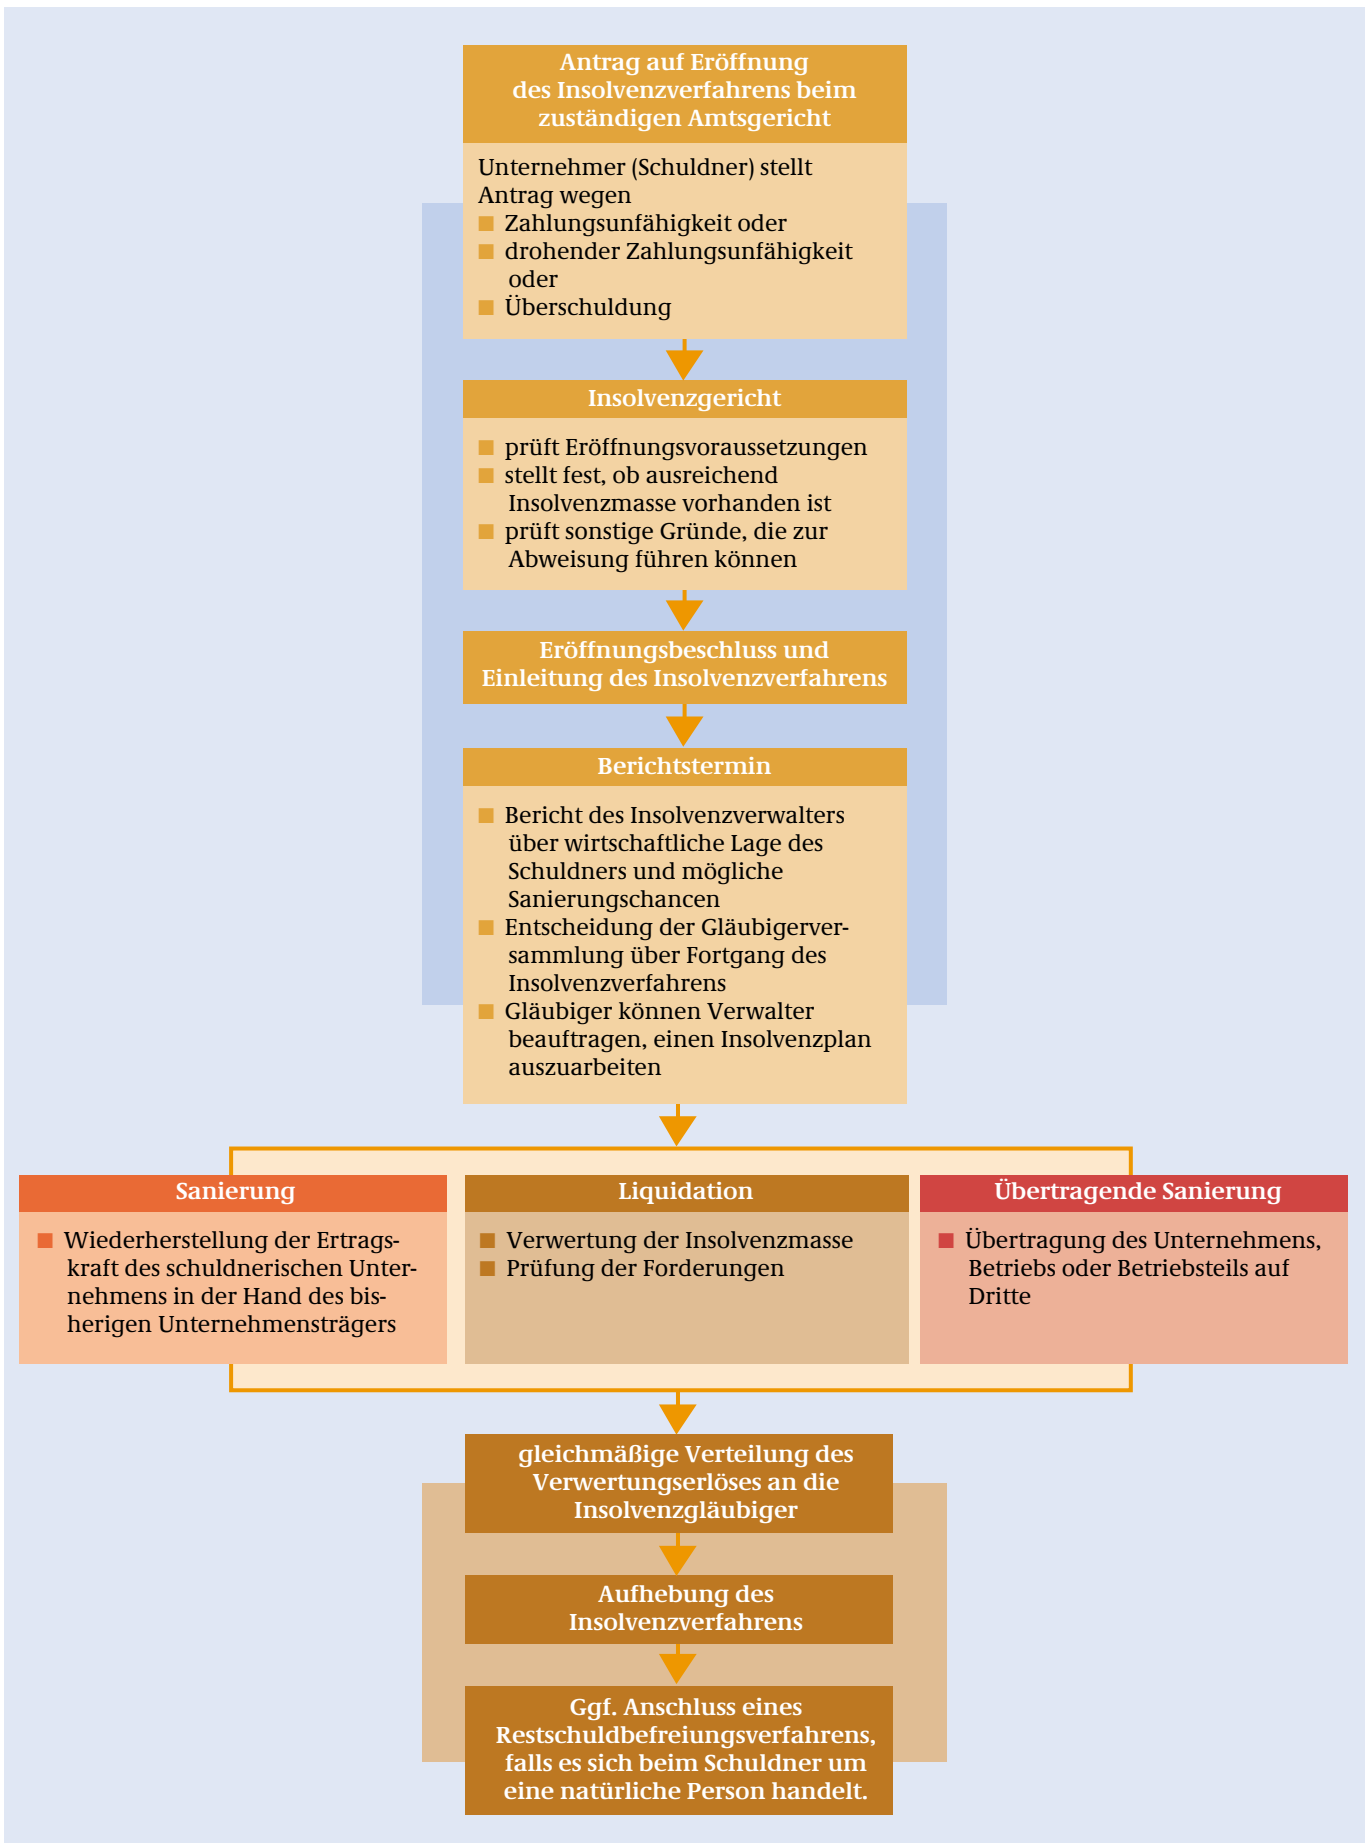 Antrag auf Eröffnung
des Insolvenzverfahrens beim
zuständigen Amtsgericht
Unternehmer (Schuldner) stellt
Antrag wegen
■ Zahlungsunfähigkeit oder
■ drohender Zahlungsunfähigkeit
oder
■ Überschuldung
Insolvenzgericht
■ prüft Eröffnungsvoraussetzungen
■ stellt fest, ob ausreichend
Insolvenzmasse vorhanden ist
■ prüft sonstige Gründe, die zur
Abweisung führen können
Eröffnungsbeschluss und
Einleitung des Insolvenzverfahrens
Berichtstermin
■ Bericht des Insolvenzverwalters
über wirtschaftliche Lage des
Schuldners und mögliche
Sanierungschancen
■ Entscheidung der Gläubigerver-
sammlung über Fortgang des
Insolvenzverfahrens
■ Gläubiger können Verwalter
beauftragen, einen Insolvenzplan
auszuarbeiten
Sanierung
■ Wiederherstellung der Ertrags-
kraft des schuldnerischen Unter-
nehmens in der Hand des bis-
herigen Unternehmensträgers
Liquidation
■ Verwertung der Insolvenzmasse
■ Prüfung der Forderungen
Übertragende Sanierung
■ Übertragung des Unternehmens,
Betriebs oder Betriebsteils auf
Dritte
gleichmäßige Verteilung des
Verwertungserlöses an die
Insolvenzgläubiger
Aufhebung des
Insolvenzverfahrens
Ggf. Anschluss eines
Restschuldbefreiungsverfahrens,
falls es sich beim Schuldner um
eine natürliche Person handelt.